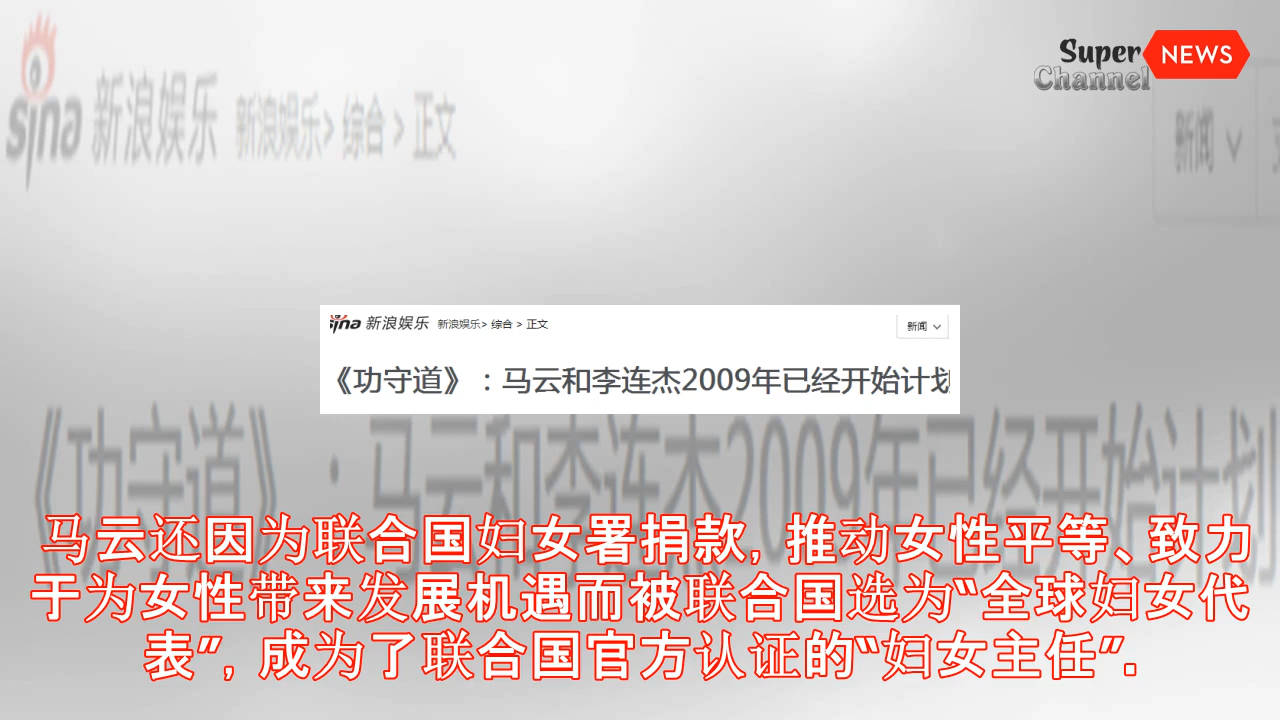 sina 新浪娱乐 新浪娱乐> 综合 > 正文
Super
Channel
NEWS
新闻
sina 新浪娱乐 新浪娱乐> 综合 > 正文
新闻
《功守道》：马云和李连杰2009年已经开始计划
《功守道》：马云和李连杰2009年已经开始计划
马云还因为联合国妇女署捐款, 推动女性平等、致力
于为女性带来发展机遇而被联合国选为“全球妇女代
表”, 成为了联合国官方认证的“妇女主任”.